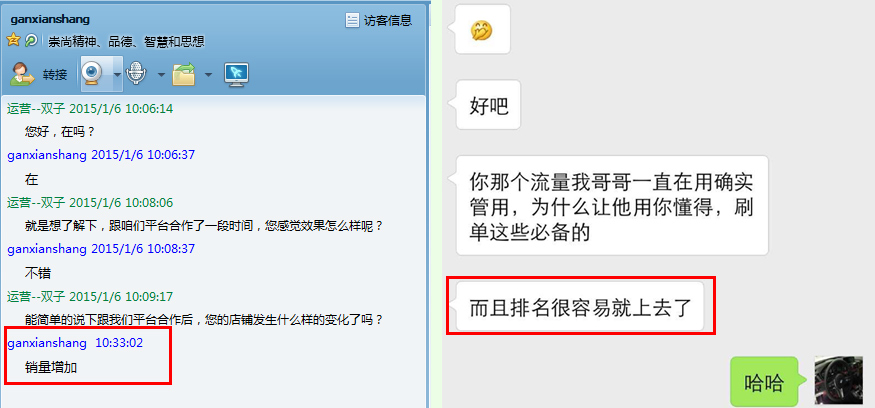 ganxianshang
访客信息
崇尚精神、品德、智慧和思想
转接
运营--双子 2015/1/6 10:06:14
您好，在吗？
ganxianshang 2015/1/6 10:06:37
在
运营--双子 2015/1/6 10:08:06
就是想了解下，跟咱们平台合作了一段时间，您感觉效果怎么样呢？
ganxianshang 2015/1/6 10:08:37
不错
运营--双子 2015/1/6 10:09:17
能简单的说下跟我们平台合作后，您的店铺发生什么样的变化了吗？
ganxianshang 10:33:02
销量增加
好吧
你那个流量我哥哥一直在用确实
管用，为什么让他用你懂得，刷
单这些必备的
而且排名很容易就上去了
哈哈